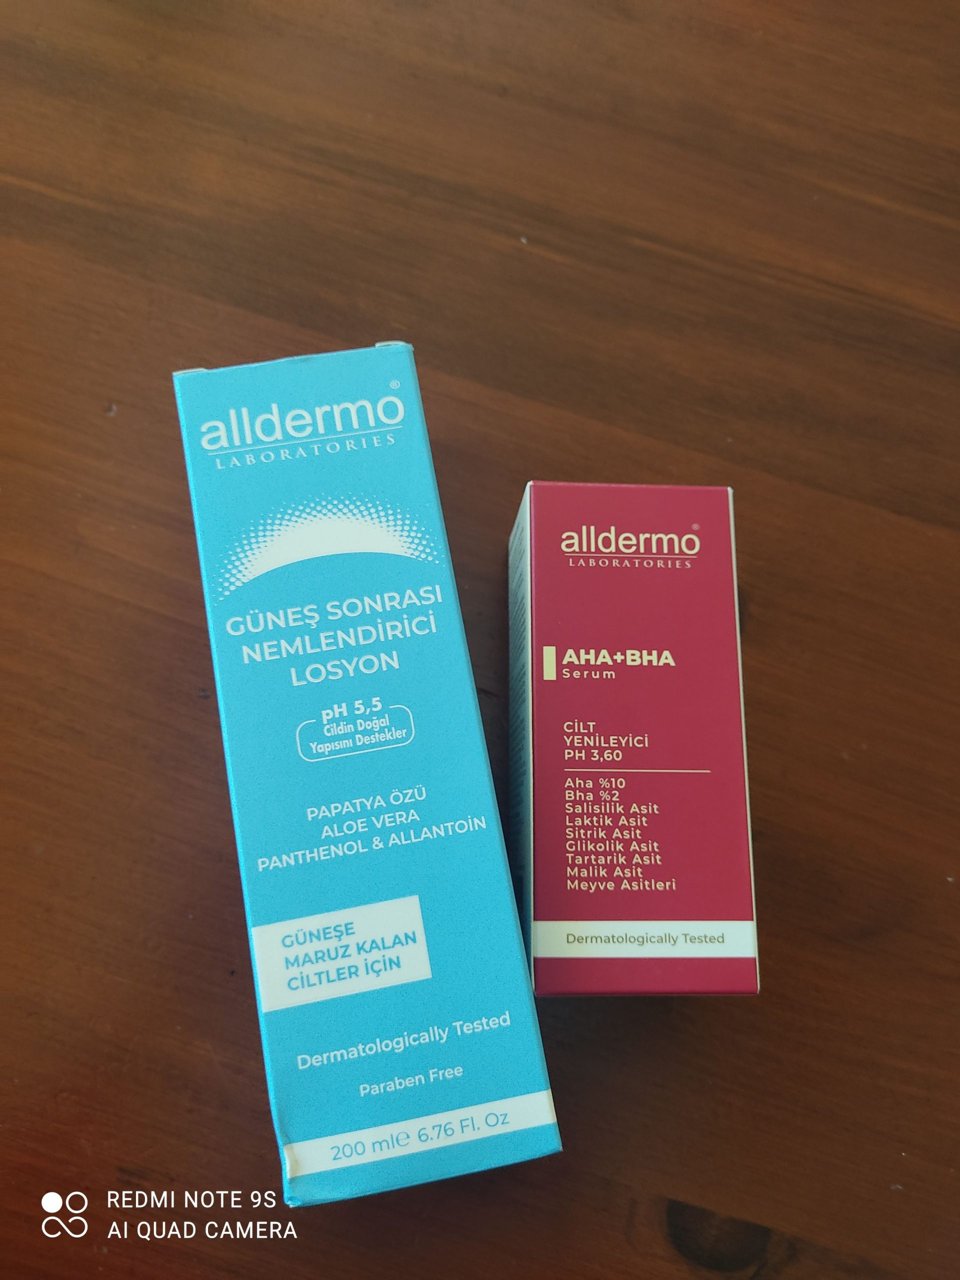 alldermo®
LABORATORIES
GÜNEŞ SONRASI
NEMLENDİRİCİ
LOSYON
pH 5,5
Cildin Doğal
Yapısını Destekler
PAPATYA ÖZÜ
ALOE VERA
PANTHENOL & ALLANTOİN
GÜNEŞE
MARUZ KALAN
CİLTLER İÇİN
Dermatologically Tested
Paraben Free
200 ml℮ 6.76 Fl. Oz
alldermo®
LABORATORIES
AHA+BHA
Serum
CİLT
YENİLEYİCİ
PH 3,60
Aha %10
Bha %2
Salisilik Asit
Laktik Asit
Sitrik Asit
Glikolik Asit
Tartarik Asit
Malik Asit
Meyve Asitleri
Dermatologically Tested
REDMI NOTE 9S
AI QUAD CAMERA